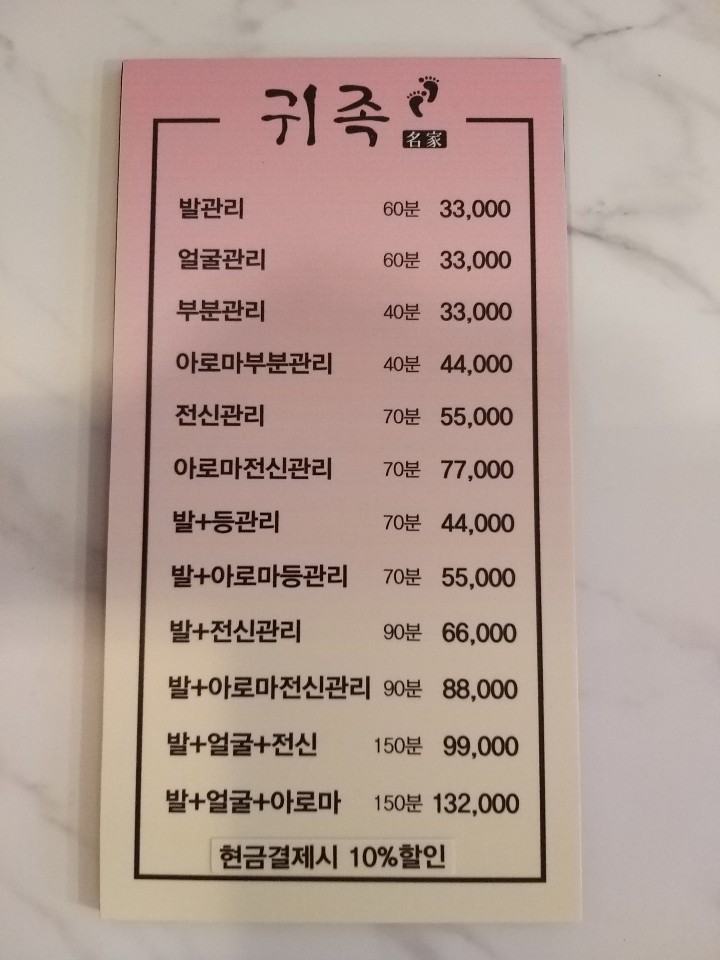 귀족
名家
발관리 60분 33,000
얼굴관리 60분 33,000
부분관리 40분 33,000
아로마부분관리 40분 44,000
전신관리 70분 55,000
아로마전신관리 70분 77,000
발+등관리 70분 44,000
발+아로마등관리 70분 55,000
발+전신관리 90분 66,000
발+아로마전신관리 90분 88,000
발+얼굴+전신 150분 99,000
발+얼굴+아로마 150분 132,000
현금결제시 10%할인